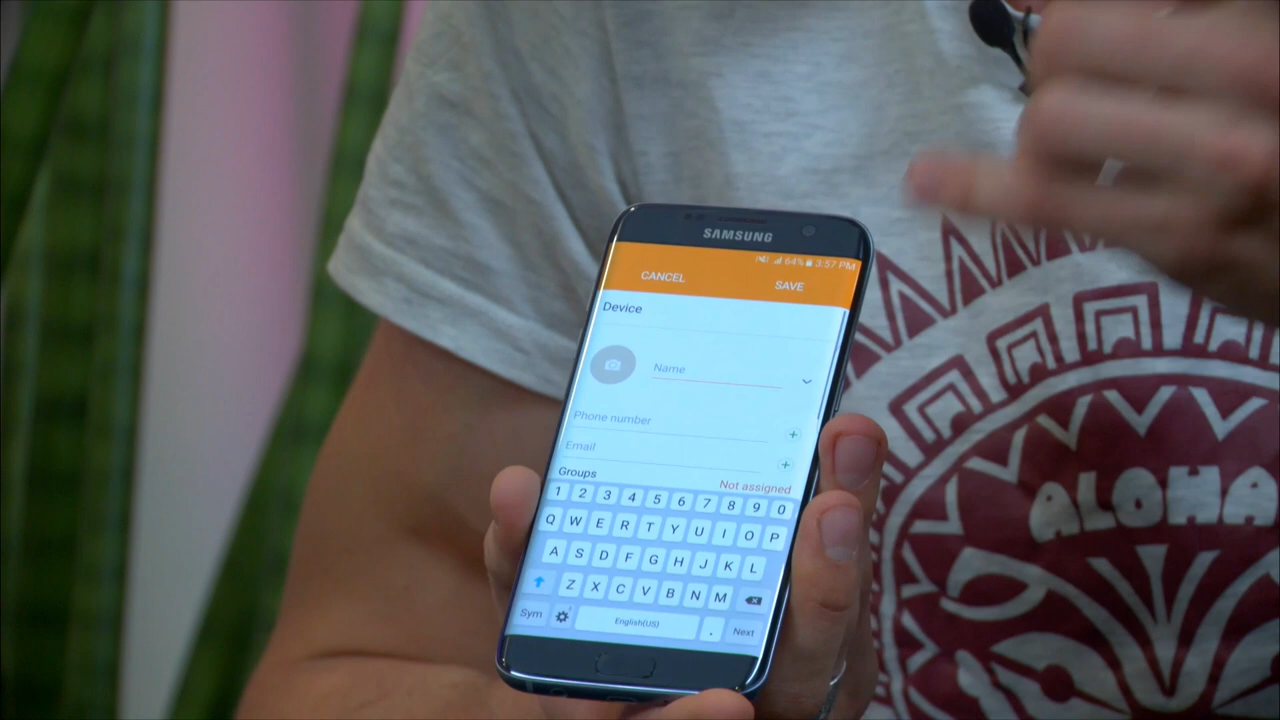 SAMSUNG
64% 3:57 PM
CANCEL SAVE
Device
Name
Phone number
Email
Groups Not assigned
1 2 3 4 5 6 7 8 9 0
Q W E R T Y U I O P
A S D F G H J K L
Z X C V B N M
Sym English(US) . Next
ALOHA